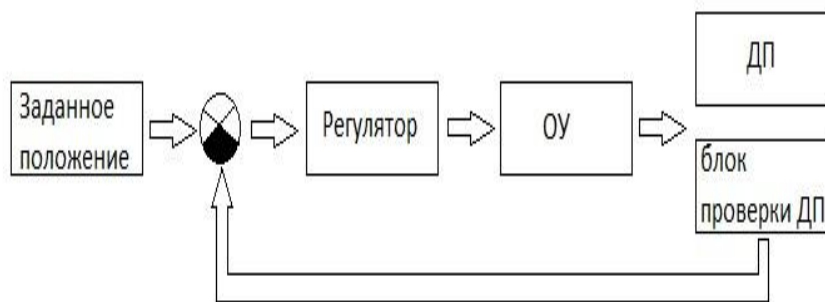 Заданное
положение
Регулятор
ОУ
ДП
блок
проверки ДП